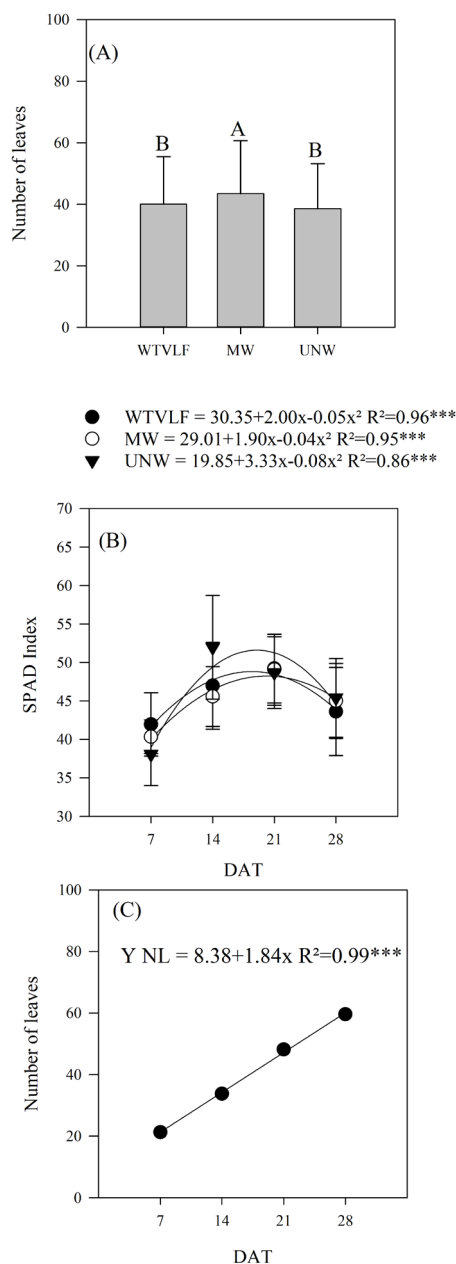 100
(A)
80
B
A
B
60
40
20
0
Number of leaves
WTVLF
MW
UNW
WTVLF = 30.35+2.00x-0.05x² R²=0.96***
MW = 29.01+1.90x-0.04x² R²=0.95***
UNW = 19.85+3.33x-0.08x² R²=0.86***
70
(B)
65
60
55
50
45
40
35
30
SPAD Index
7
14
21
28
DAT
100
(C)
Y NL = 8.38+1.84x R²=0.99***
80
60
40
20
0
Number of leaves
7
14
21
28
DAT